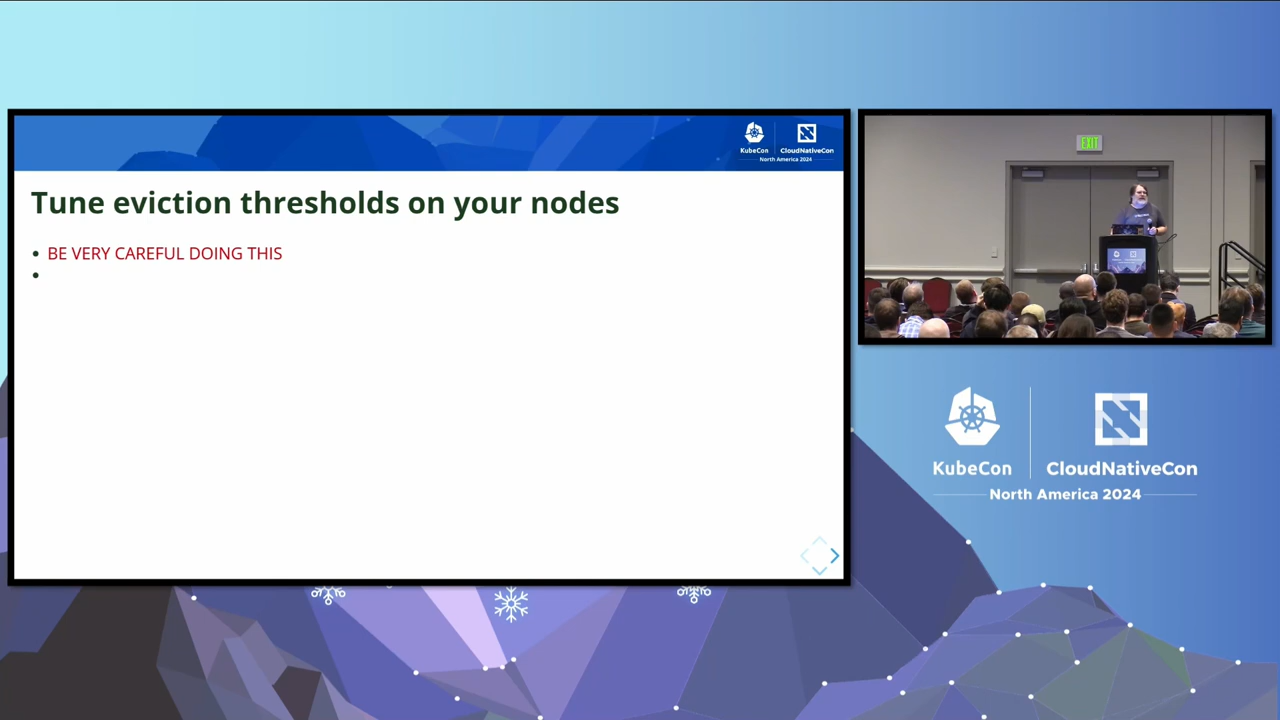 KubeCon
CloudNativeCon
North America 2024
Tune eviction thresholds on your nodes
• BE VERY CAREFUL DOING THIS
•
EXIT
KubeCon
CloudNativeCon
North America 2024